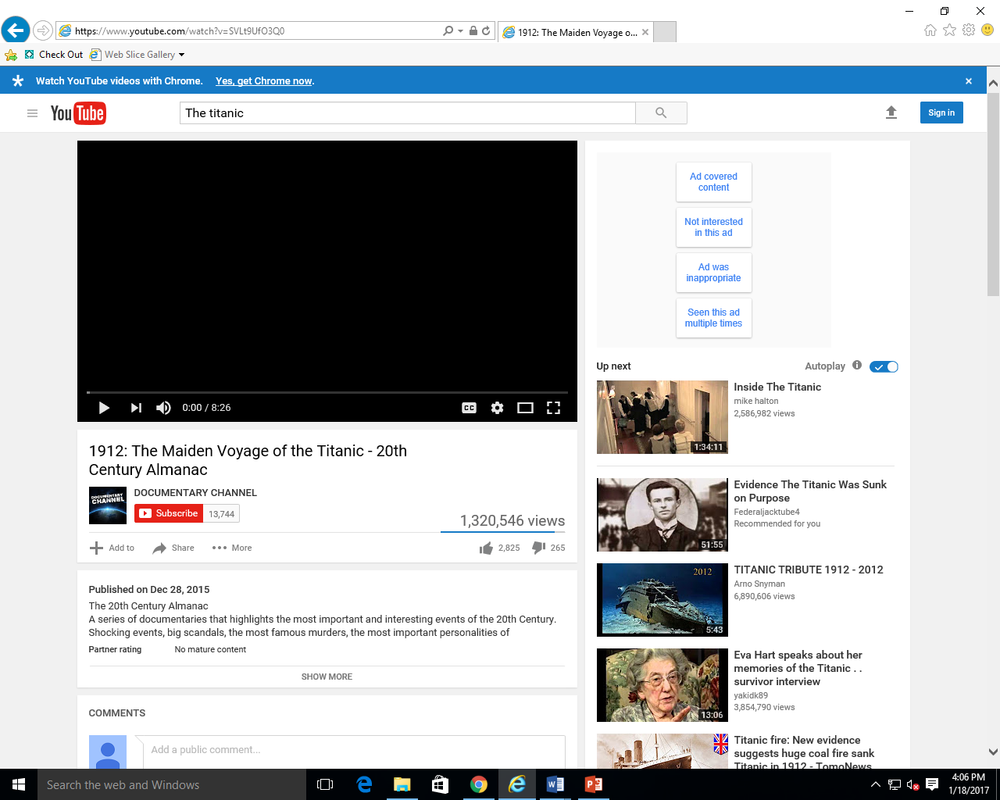 https://www.youtube.com/watch?v=SVLt9UfO3Q0
1912: The Maiden Voyage o...
Check Out
Web Slice Gallery
Watch YouTube videos with Chrome. Yes, get Chrome now.
YouTube
The titanic
Sign in
Ad covered
content
Not interested
in this ad
Ad was
inappropriate
Seen this ad
multiple times
0:00 / 8:26
CC
Up next
Autoplay
Inside The Titanic
mike halton
2,586,982 views
1:34:11
1912: The Maiden Voyage of the Titanic - 20th
Century Almanac
DOCUMENTARY
CHANNEL
DOCUMENTARY CHANNEL
Subscribe
13,744
1,320,546 views
Add to
Share
More
2,825
265
Evidence The Titanic Was Sunk
on Purpose
Federaljacktube4
Recommended for you
51:55
Published on Dec 28, 2015
The 20th Century Almanac
A series of documentaries that highlights the most important and interesting events of the 20th Century.
Shocking events, big scandals, the most famous murders, the most important personalities of
Partner rating
No mature content
SHOW MORE
2012
TITANIC TRIBUTE 1912 - 2012
Arno Snyman
6,890,606 views
5:43
Eva Hart speaks about her
memories of the Titanic . .
survivor interview
yakidk89
3,854,790 views
13:06
COMMENTS
Add a public comment...
Titanic fire: New evidence
suggests huge coal fire sank
Titanic in 1912 - TomoNews
Search the web and Windows
4:06 PM
1/18/2017